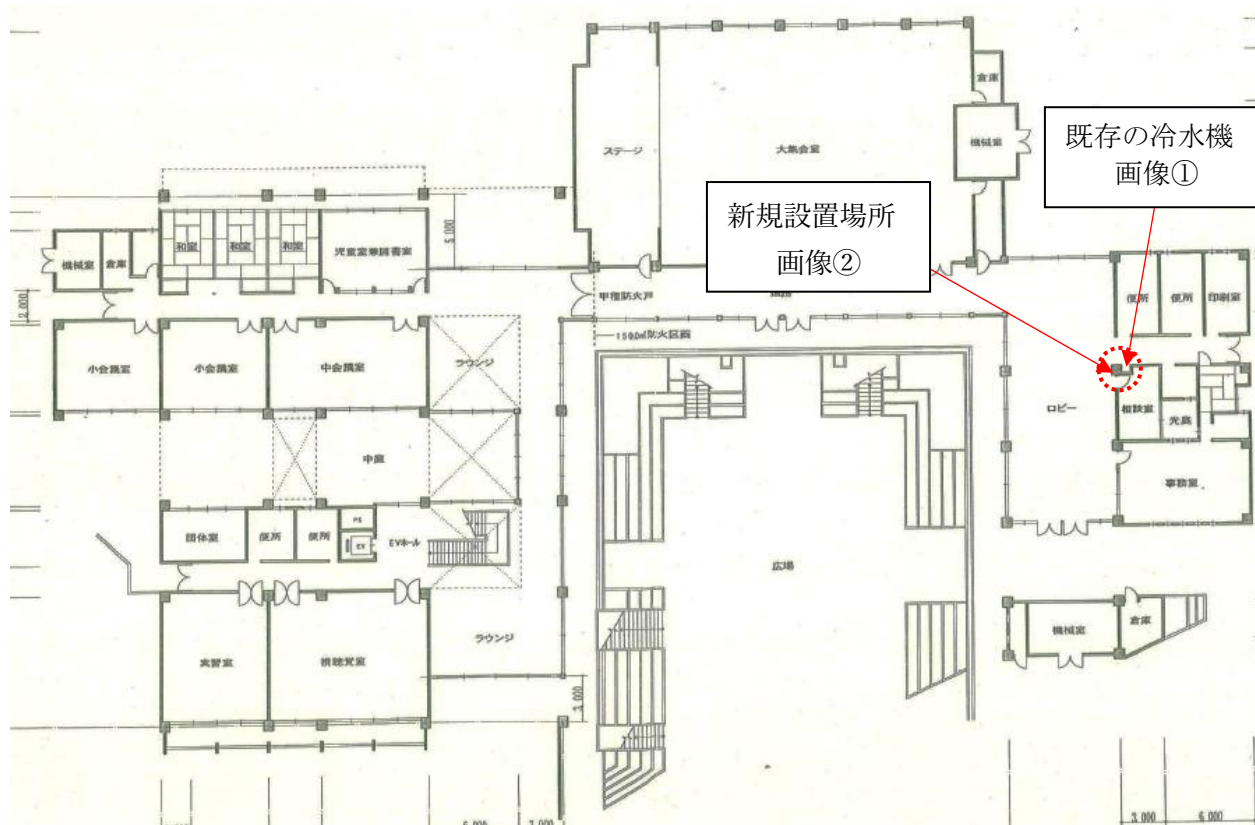 倉庫
ステージ
大集会室
機械室
既存の冷水機
画像①
新規設置場所
画像②
和室
和室
和室
児童室兼図書室
5,000
機械室
倉庫
2,000
甲種防火戸
1500㎡防火区画
便所
便所
印刷室
小会議室
小会議室
中会議室
ラウンジ
ロビー
相談室
光庭
中庭
事務室
団体室
便所
便所
PS
EV
EVホール
広場
実習室
視聴覚室
ラウンジ
機械室
倉庫
3,000
3,000
6,000